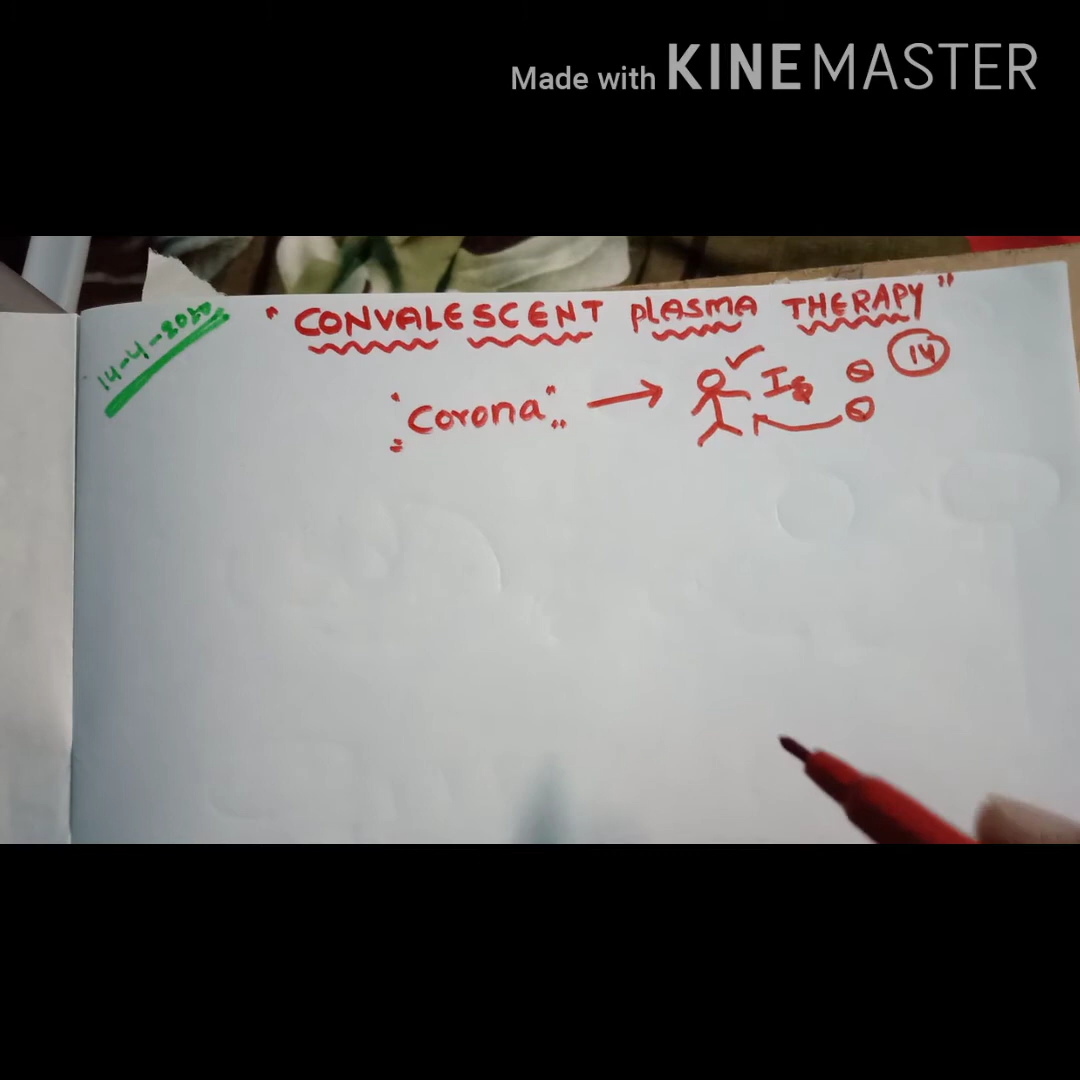 Made with KINEMASTER
14-4-2020
" CONVALESCENT PLASMA THERAPY "
"Corona" → 14